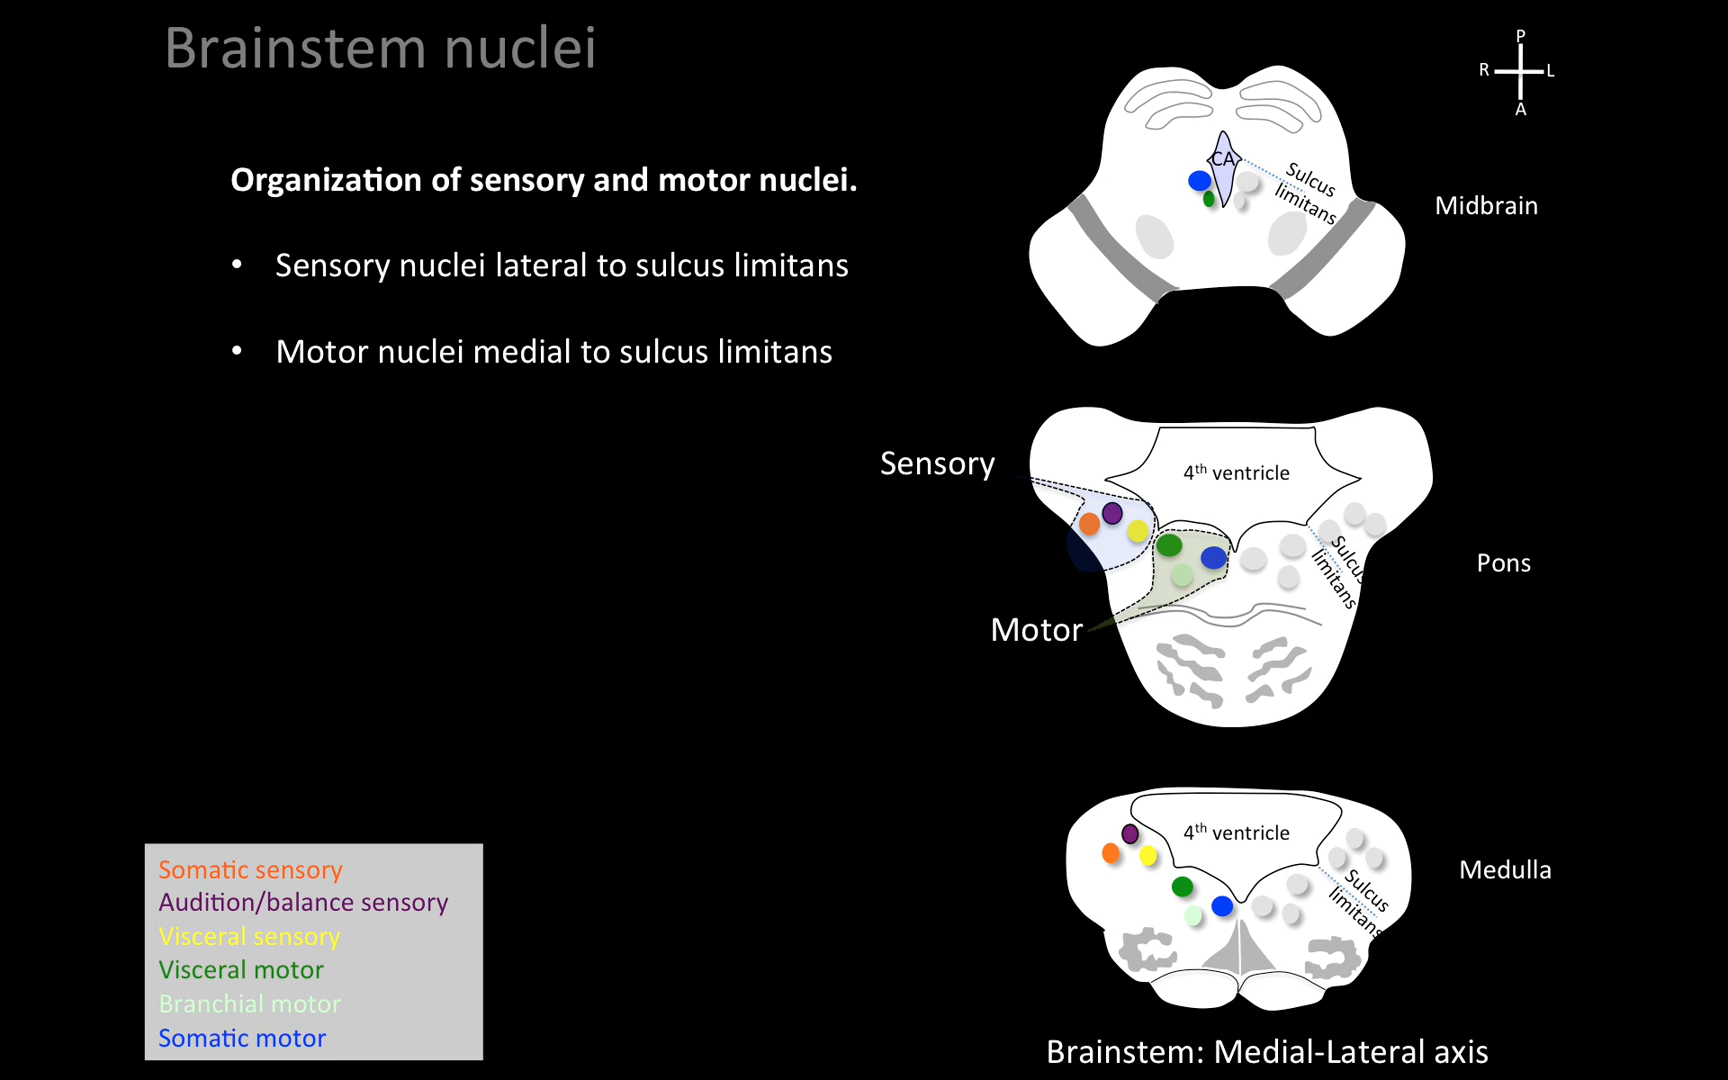 Brainstem nuclei
P
R
L
A
Organization of sensory and motor nuclei.
• Sensory nuclei lateral to sulcus limitans
• Motor nuclei medial to sulcus limitans
CA
Sulcus
limitans
Midbrain
Sensory
4th ventricle
Sulcus
limitans
Pons
Motor
4th ventricle
Sulcus
limitans
Medulla
Somatic sensory
Audition/balance sensory
Visceral sensory
Visceral motor
Branchial motor
Somatic motor
Brainstem: Medial-Lateral axis